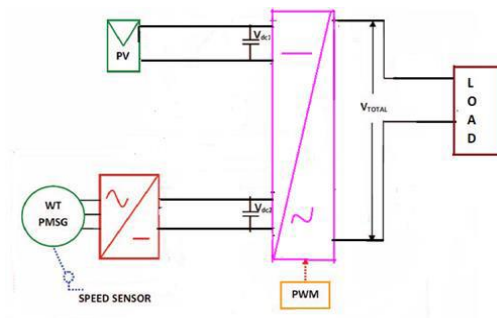 PV
Vdc1
VTOTAL
L
O
A
D
WT
PMSG
Vdc2
SPEED SENSOR
PWM